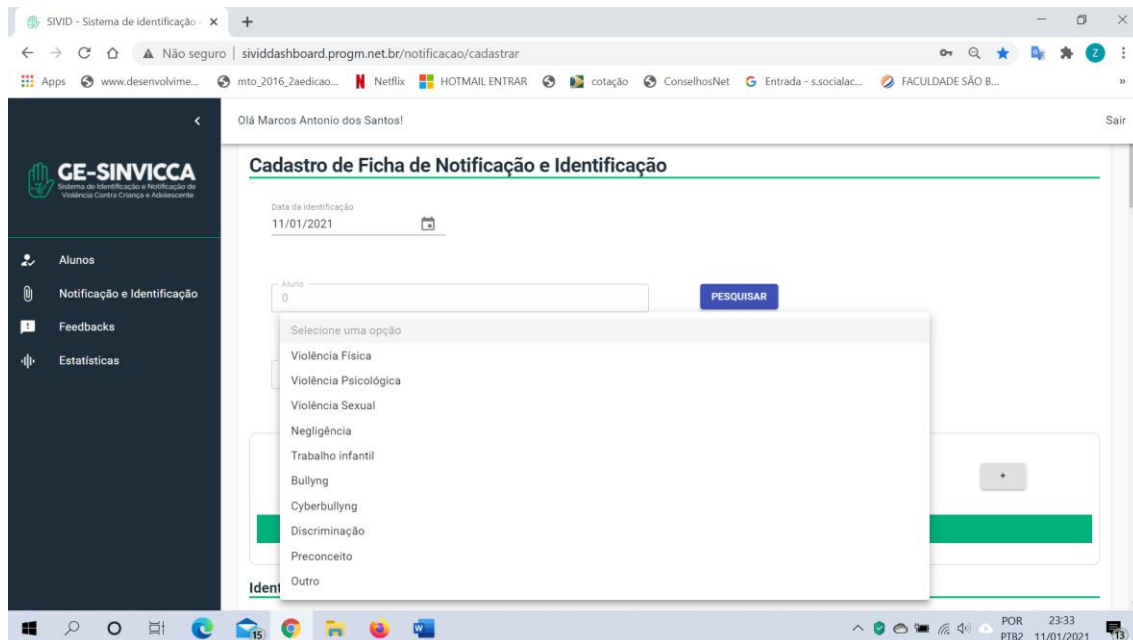 SIVID - Sistema de identificação
Não seguro | sividdashboard.progm.net.br/notificacao/cadastrar
Z
Apps www.desenvolvime... mto_2016_2aedicao... Netflix HOTMAIL ENTRAR cotação ConselhosNet Entrada - s.socialac... FACULDADE SÃO B... »
Olá Marcos Antonio dos Santos! Sair
GE-SINVICCA
Sistema de Identificação e Notificação de
Violência Contra Criança e Adolescente
Alunos
Notificação e Identificação
Feedbacks
Estatísticas
Cadastro de Ficha de Notificação e Identificação
Data da identificação
11/01/2021
Aluno
0
PESQUISAR
Selecione uma opção
Violência Física
Violência Psicológica
Violência Sexual
Negligência
Trabalho infantil
Bullyng
Cyberbullyng
Discriminação
Preconceito
Outro
+
Ident
15
POR 23:33
PTB2 11/01/2021
13